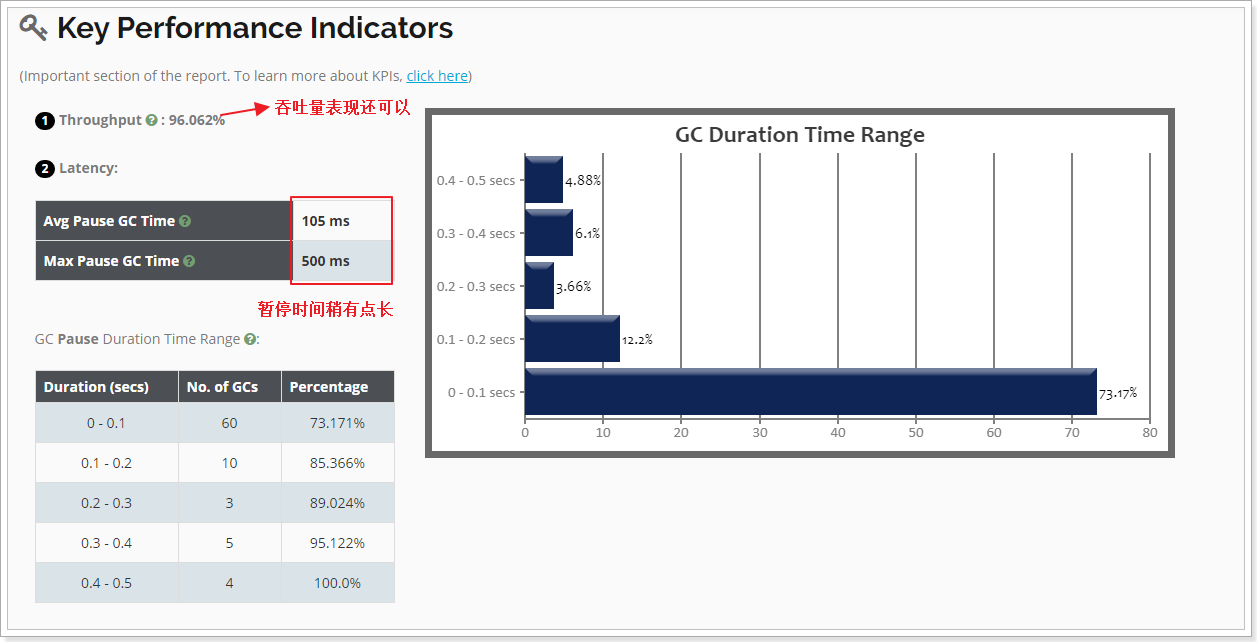 Key Performance Indicators
(Important section of the report. To learn more about KPIs, click here)
1 Throughput ? : 96.062%
吞吐量表现还可以
2 Latency:
Avg Pause GC Time ? 105 ms
Max Pause GC Time ? 500 ms
暂停时间稍有点长
GC Pause Duration Time Range ?:
Duration (secs) No. of GCs Percentage
0 - 0.1 60 73.171%
0.1 - 0.2 10 85.366%
0.2 - 0.3 3 89.024%
0.3 - 0.4 5 95.122%
0.4 - 0.5 4 100.0%
GC Duration Time Range
0.4 - 0.5 secs 4.88%
0.3 - 0.4 secs 6.1%
0.2 - 0.3 secs 3.66%
0.1 - 0.2 secs 12.2%
0 - 0.1 secs 73.17%
0 10 20 30 40 50 60 70 80